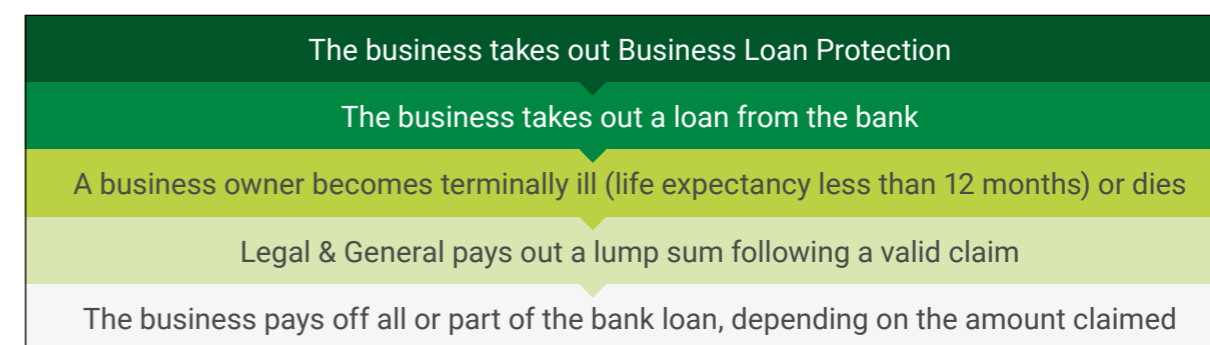 The business takes out Business Loan Protection
The business takes out a loan from the bank
A business owner becomes terminally ill (life expectancy less than 12 months) or dies
Legal & General pays out a lump sum following a valid claim
The business pays off all or part of the bank loan, depending on the amount claimed